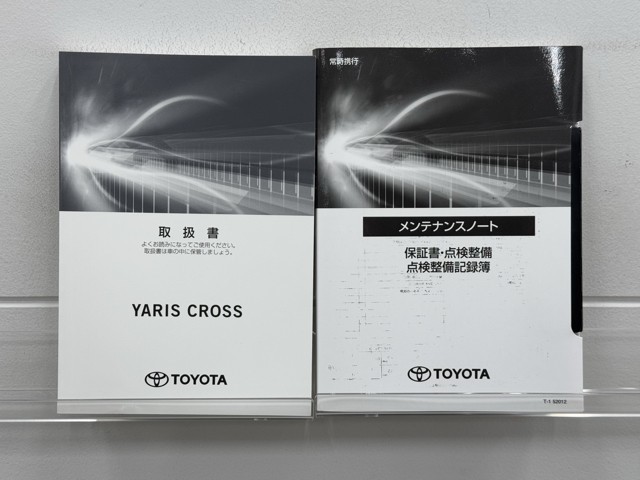 取扱書
よくお読みになってご使用ください。
取扱書は車の中に保管しましょう。
YARIS CROSS
TOYOTA
常時携行
メンテナンスノート
保証書・点検整備
点検整備記録簿
TOYOTA